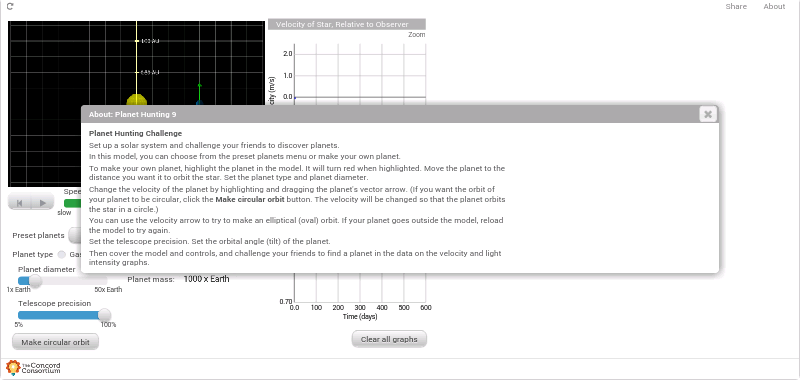 Share About
Velocity of Star, Relative to Observer
Zoom
2.0
1.0
0.0
About: Planet Hunting 9
Planet Hunting Challenge
Set up a solar system and challenge your friends to discover planets.
In this model, you can choose from the preset planets menu or make your own planet.
To make your own planet, highlight the planet in the model. It will turn red when highlighted. Move the planet to the
distance you want it to orbit the star. Set the planet type and planet diameter.
Change the velocity of the planet by highlighting and dragging the planet's vector arrow. (If you want the orbit of
your planet to be circular, click the Make circular orbit button. The velocity will be changed so that the planet orbits
the star in a circle.)
You can use the velocity arrow to try to make an elliptical (oval) orbit. If your planet goes outside the model, reload
the model to try again.
Set the telescope precision. Set the orbital angle (tilt) of the planet.
Then cover the model and controls, and challenge your friends to find a planet in the data on the velocity and light
intensity graphs.
slow
Preset planets
Planet type
Planet diameter
1x Earth 50x Earth
Planet mass: 1000 x Earth
Telescope precision
5% 100%
Make circular orbit
0.70
0.0 100 200 300 400 500 600
Time (days)
Clear all graphs
The Concord
Consortium